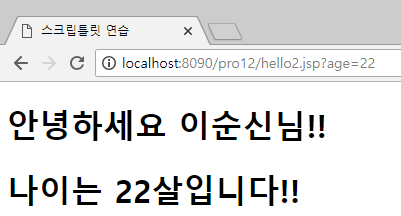 스크립틀릿 연습
localhost:8090/pro12/hello2.jsp?age=22
안녕하세요 이순신님!!
나이는 22살입니다!!